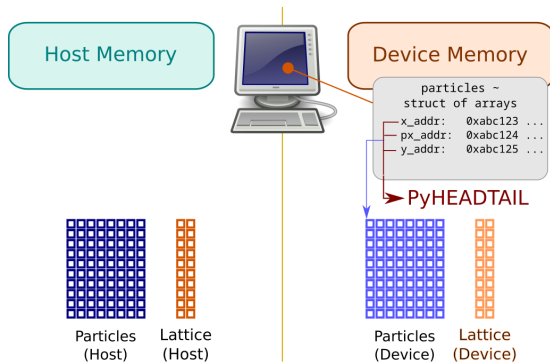 Host Memory
Device Memory
particles ~
struct of arrays
x_addr: 0xabc123 ...
px_addr: 0xabc124 ...
y_addr: 0xabc125 ...
PyHEADTAIL
Particles
(Host)
Lattice
(Host)
Particles
(Device)
Lattice
(Device)